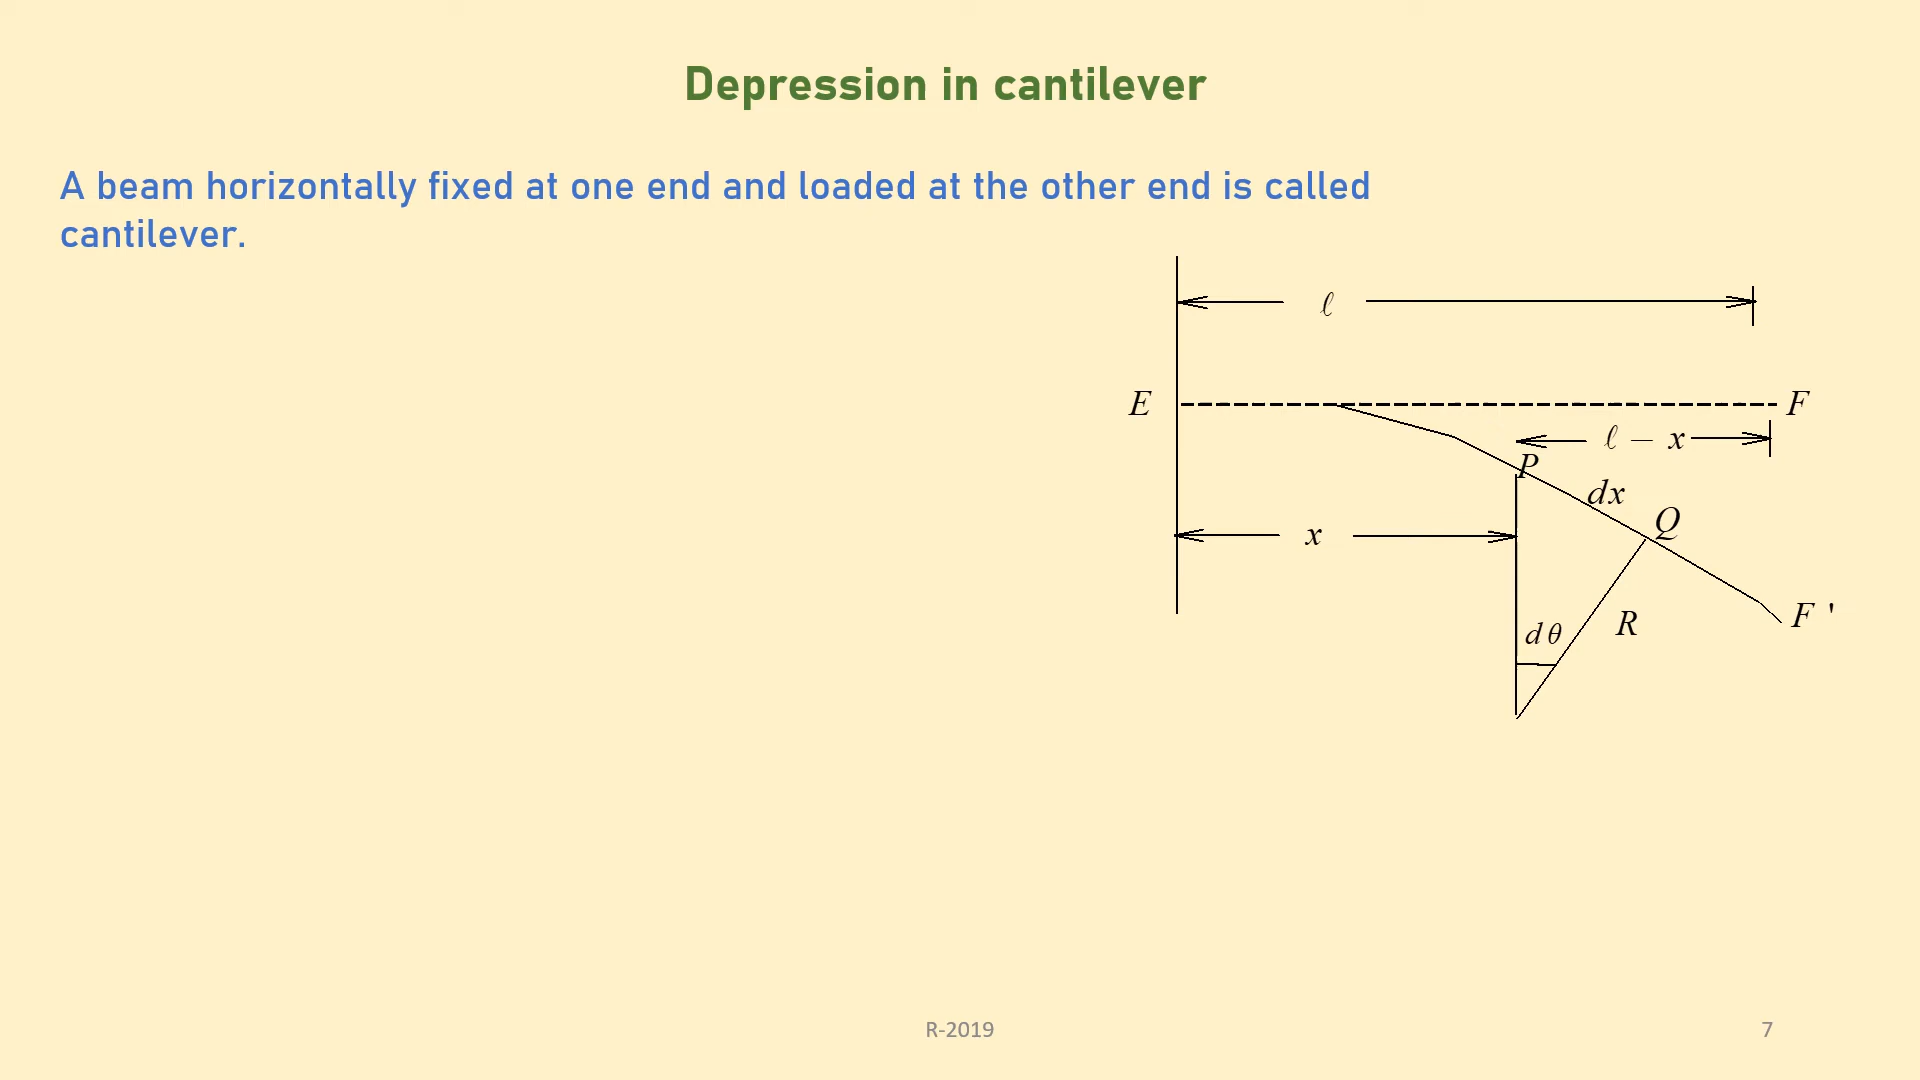 Depression in cantilever
A beam horizontally fixed at one end and loaded at the other end is called
cantilever.
ℓ
E
F
ℓ − x
P
dx
Q
x
F '
R
dθ
R-2019
7